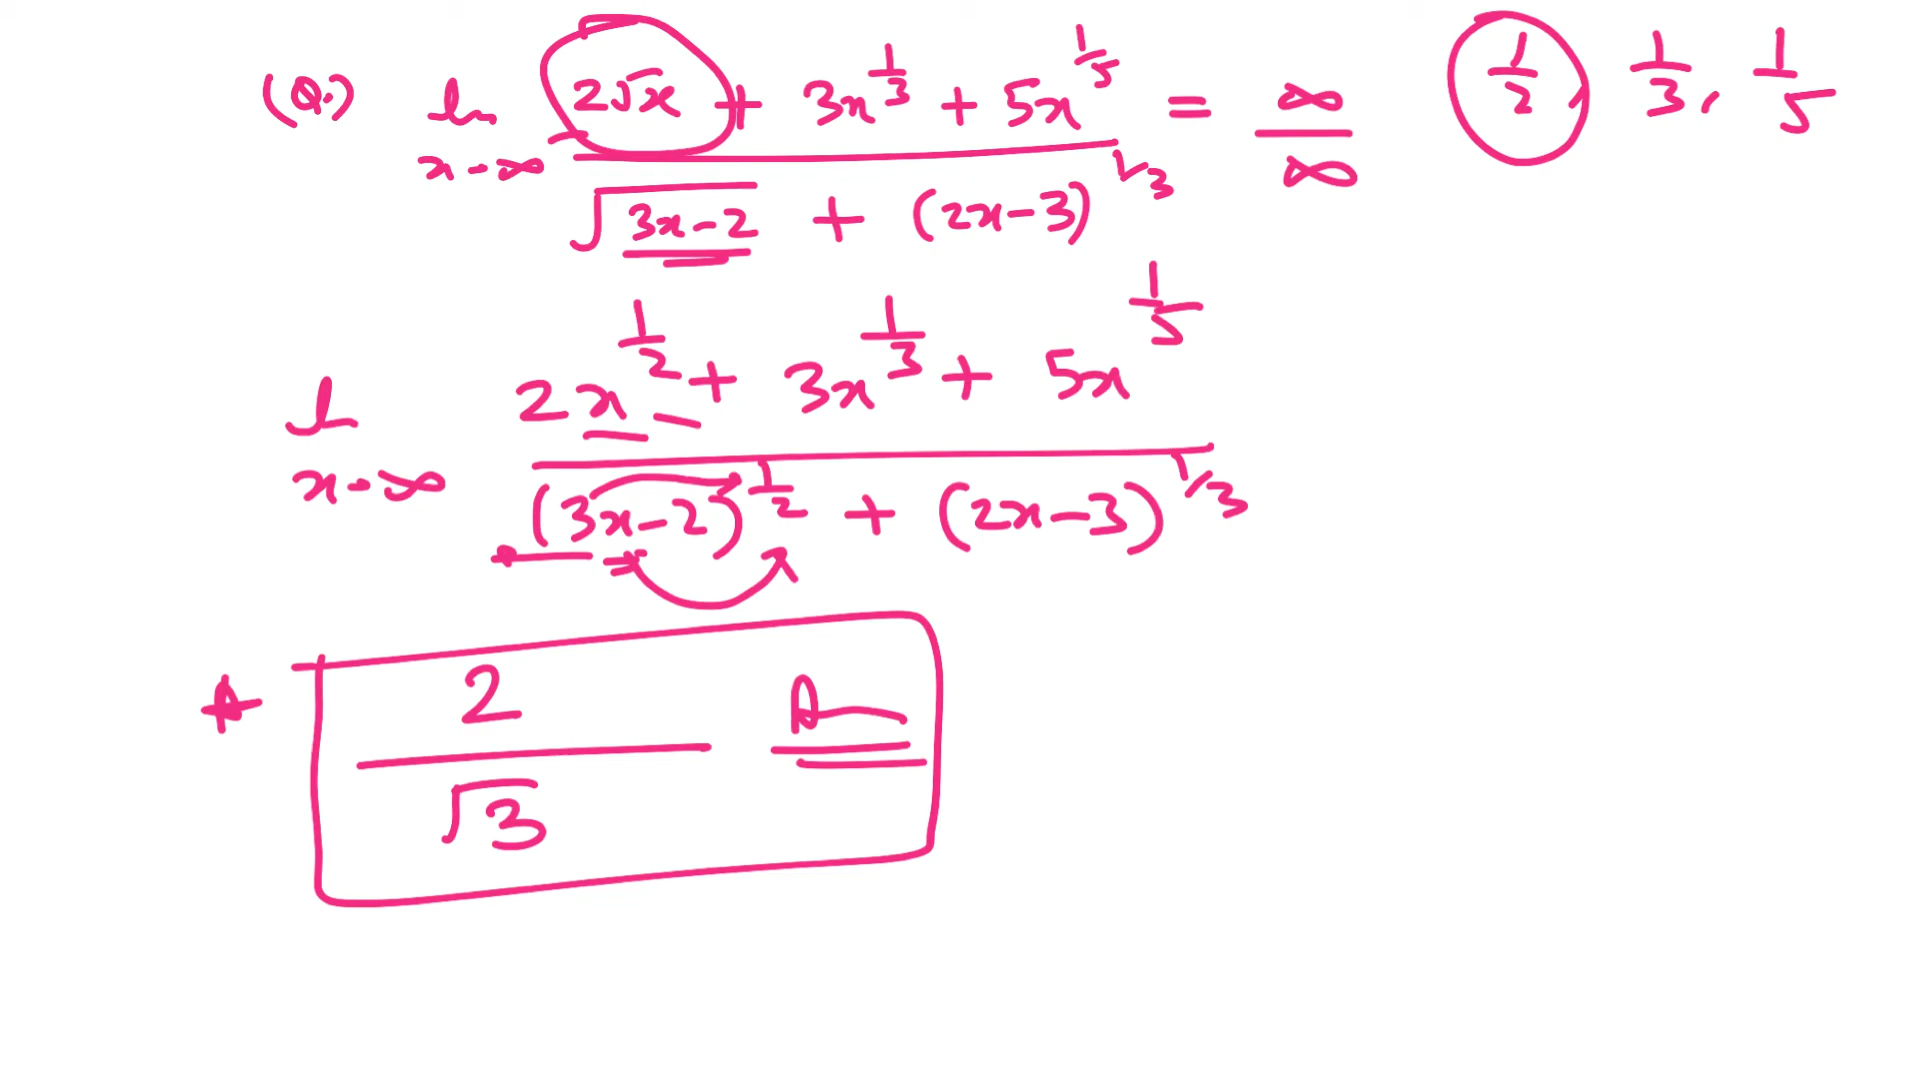 (Q.) lim x→∞ (2√x + 3x^(1/3) + 5x^(1/5)) / (√(3x-2) + (2x-3)^(1/3)) = ∞/∞ 1/2, 1/3, 1/5
lim x→∞ (2x^(1/2) + 3x^(1/3) + 5x^(1/5)) / ((3x-2)^(1/2) + (2x-3)^(1/3))
2/√3